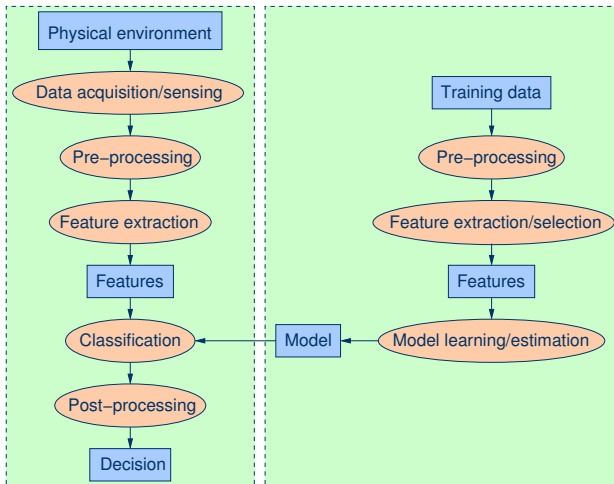 Physical environment
Data acquisition/sensing
Pre−processing
Feature extraction
Features
Classification
Post−processing
Decision
Training data
Pre−processing
Feature extraction/selection
Features
Model learning/estimation
Model